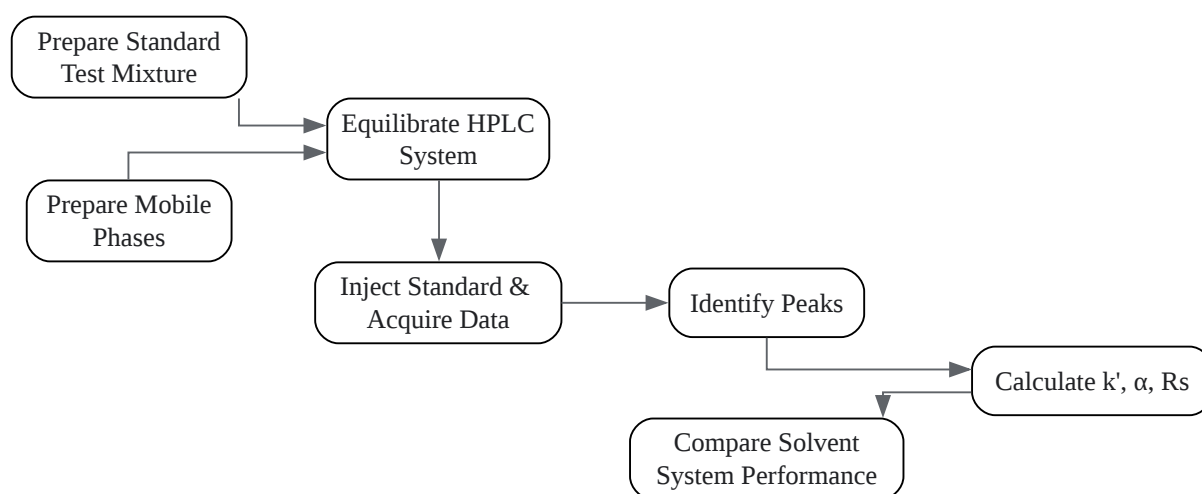 Prepare Standard
Test Mixture
Equilibrate HPLC
System
Prepare Mobile
Phases
Inject Standard &
Acquire Data
Identify Peaks
Calculate k', α, Rs
Compare Solvent
System Performance